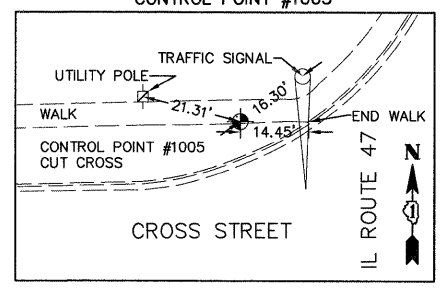 CONTROL POINT #1005
TRAFFIC SIGNAL
UTILITY POLE
21.31'
16.30'
WALK
14.45'
END WALK
CONTROL POINT #1005
CUT CROSS
IL ROUTE 47
N
1
CROSS STREET